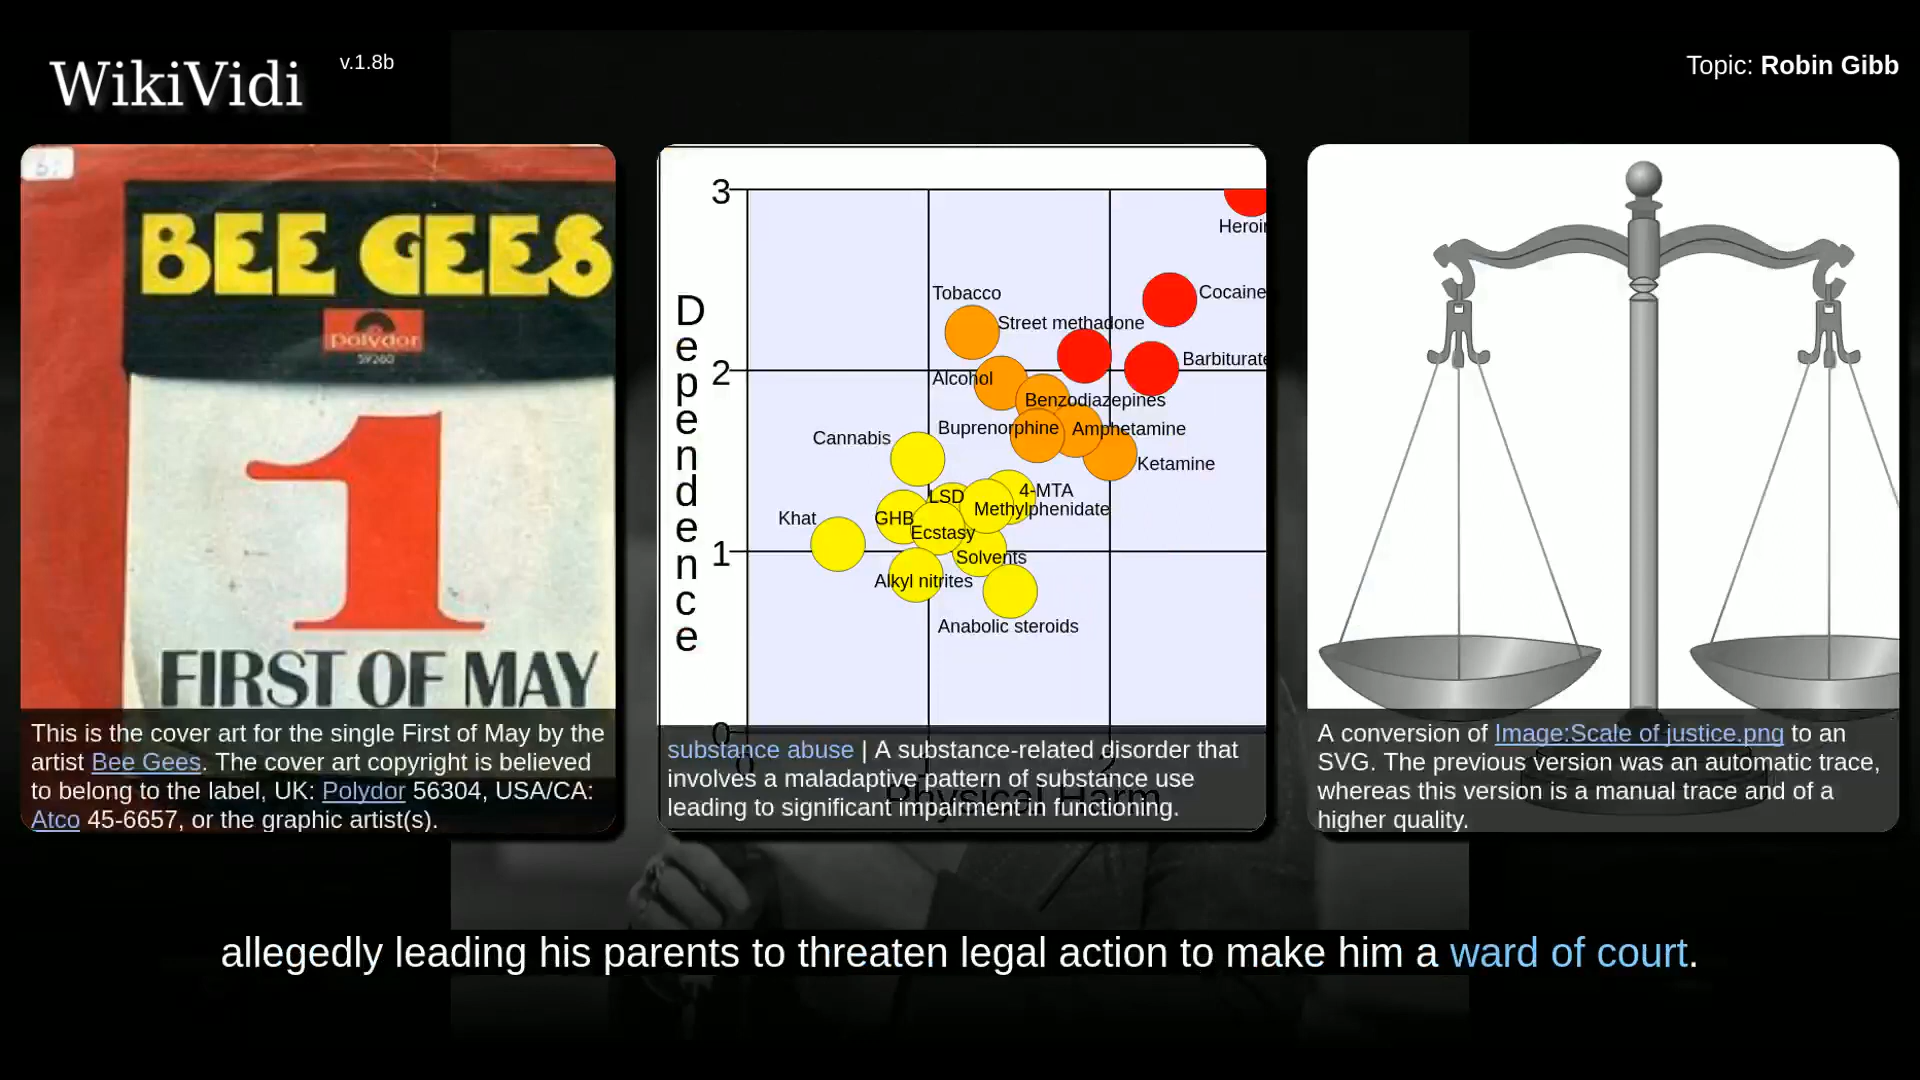 WikiVidi
v.1.8b
Topic: Robin Gibb
BEE GEES
polydor
59260
1
FIRST OF MAY
This is the cover art for the single First of May by the
artist Bee Gees. The cover art copyright is believed
to belong to the label, UK: Polydor 56304, USA/CA:
Atco 45-6657, or the graphic artist(s).
Dependence
3
2
1
0
Heroin
Cocaine
Tobacco
Street methadone
Barbiturate
Alcohol
Benzodiazepines
Buprenorphine
Amphetamine
Cannabis
Ketamine
4-MTA
LSD
Methylphenidate
Khat
GHB
Ecstasy
Solvents
Alkyl nitrites
Anabolic steroids
0
1
2
Physical Harm
substance abuse | A substance-related disorder that
involves a maladaptive pattern of substance use
leading to significant impairment in functioning.
A conversion of Image:Scale of justice.png to an
SVG. The previous version was an automatic trace,
whereas this version is a manual trace and of a
higher quality.
allegedly leading his parents to threaten legal action to make him a ward of court.